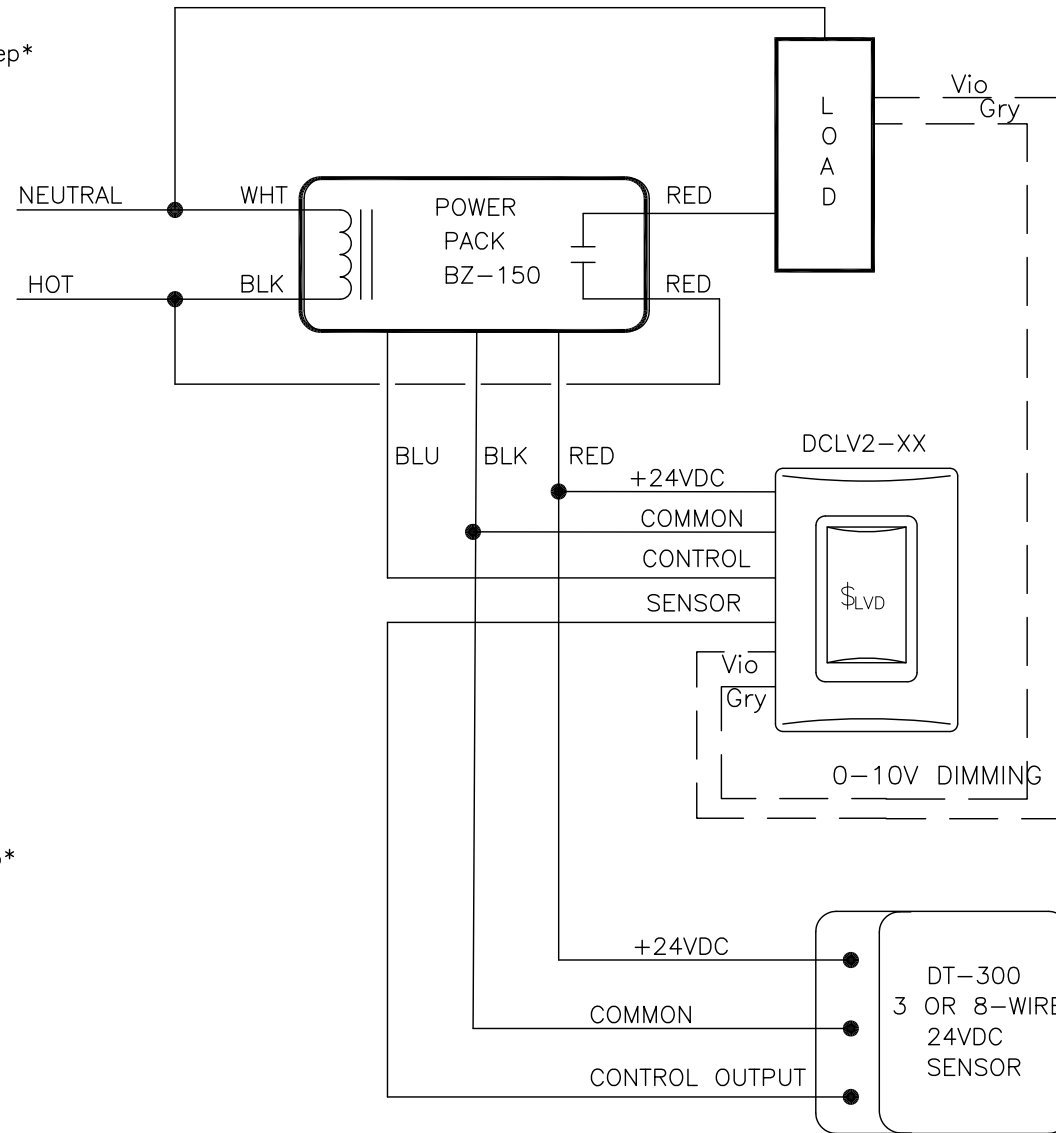 ep*
Vio
Gry
LOAD
NEUTRAL
WHT
POWER
PACK
BZ-150
RED
HOT
BLK
RED
BLU
BLK
RED
DCLV2-XX
+24VDC
COMMON
CONTROL
SENSOR
$LVD
Vio
Gry
0-10V DIMMING
+24VDC
COMMON
CONTROL OUTPUT
DT-300
3 OR 8-WIRE
24VDC
SENSOR